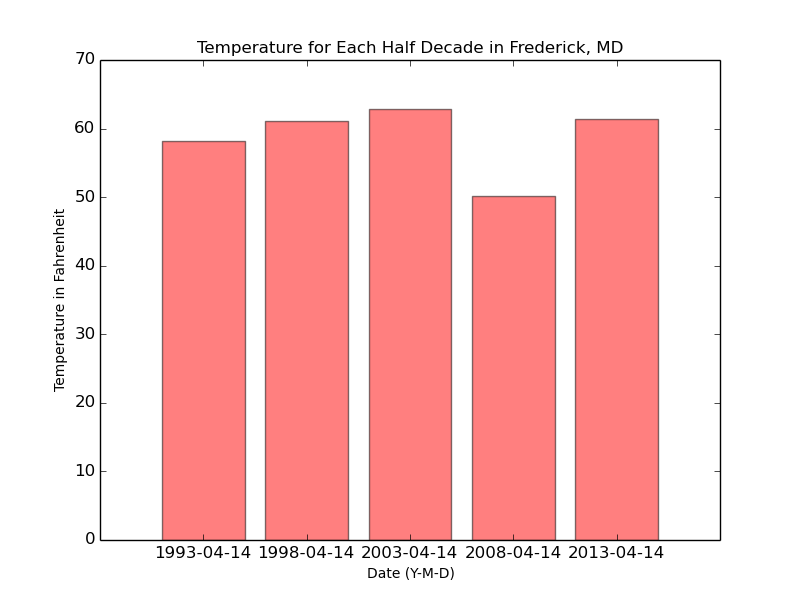 Temperature for Each Half Decade in Frederick, MD
70
60
50
40
30
20
10
0
Temperature in Fahrenheit
1993-04-14 1998-04-14 2003-04-14 2008-04-14 2013-04-14
Date (Y-M-D)